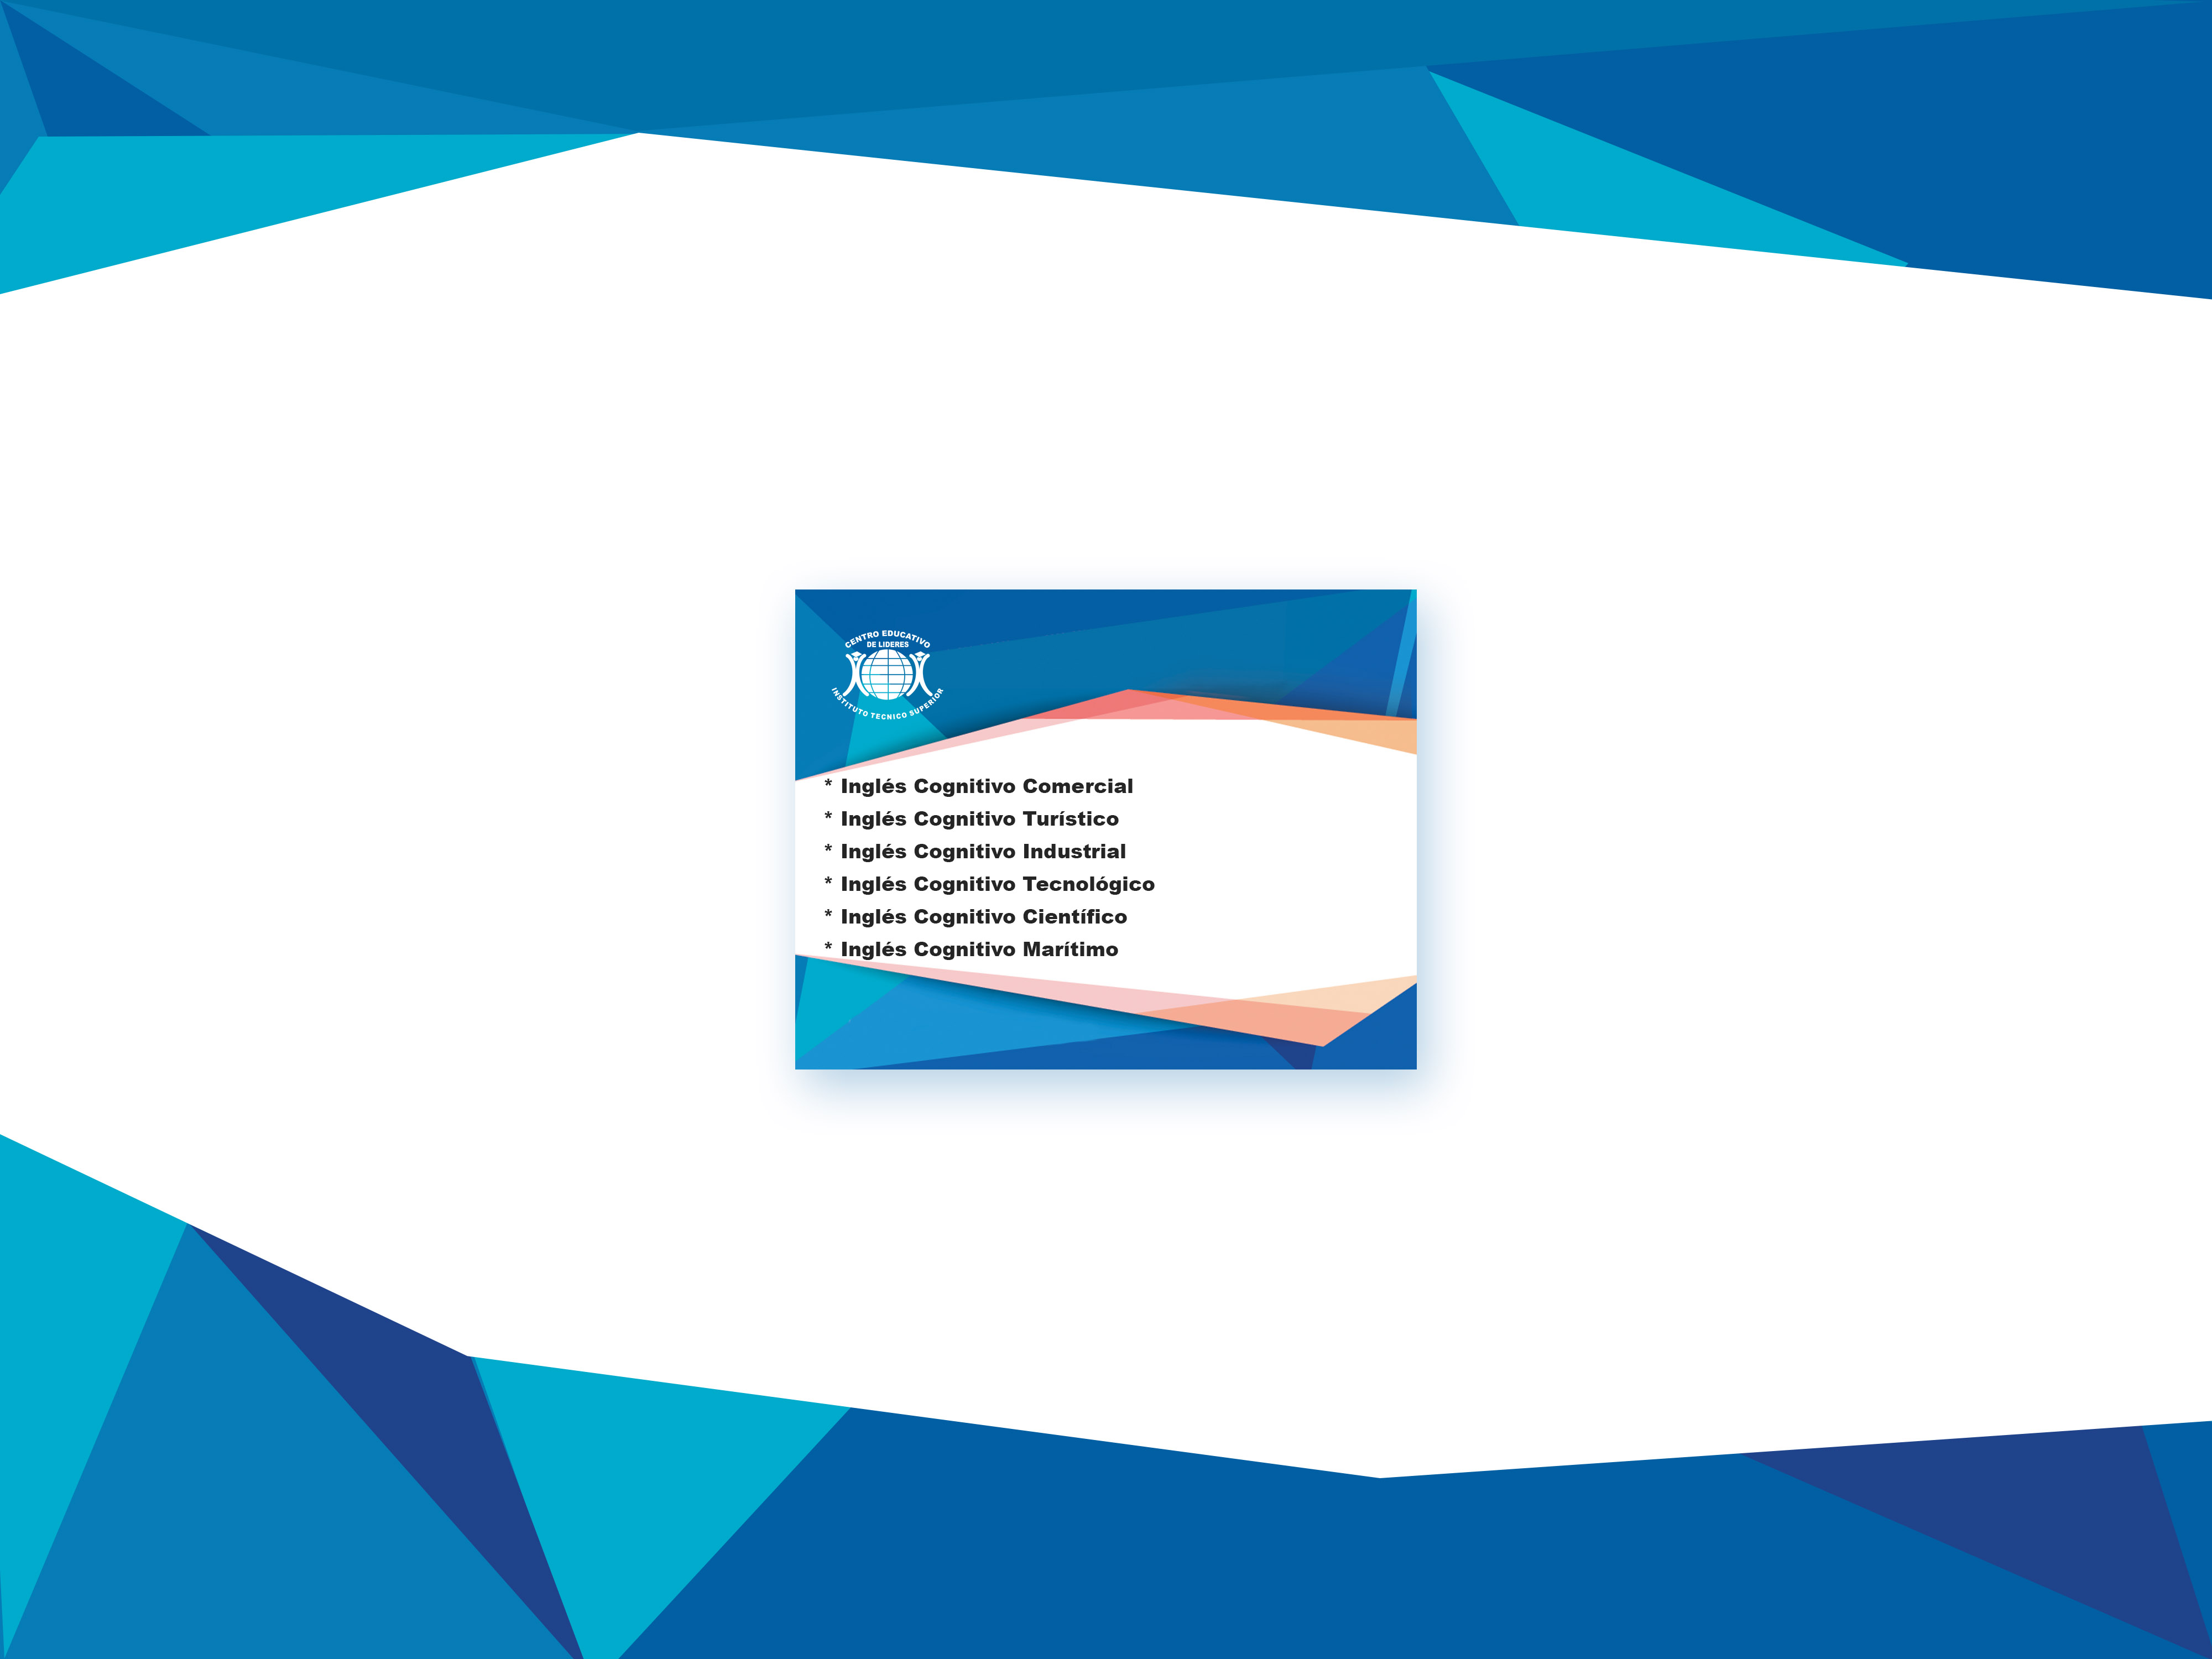 CENTRO EDUCATIVO
DE LIDERES
INSTITUTO TECNICO SUPERIOR
* Inglés Cognitivo Comercial
* Inglés Cognitivo Turístico
* Inglés Cognitivo Industrial
* Inglés Cognitivo Tecnológico
* Inglés Cognitivo Científico
* Inglés Cognitivo Marítimo